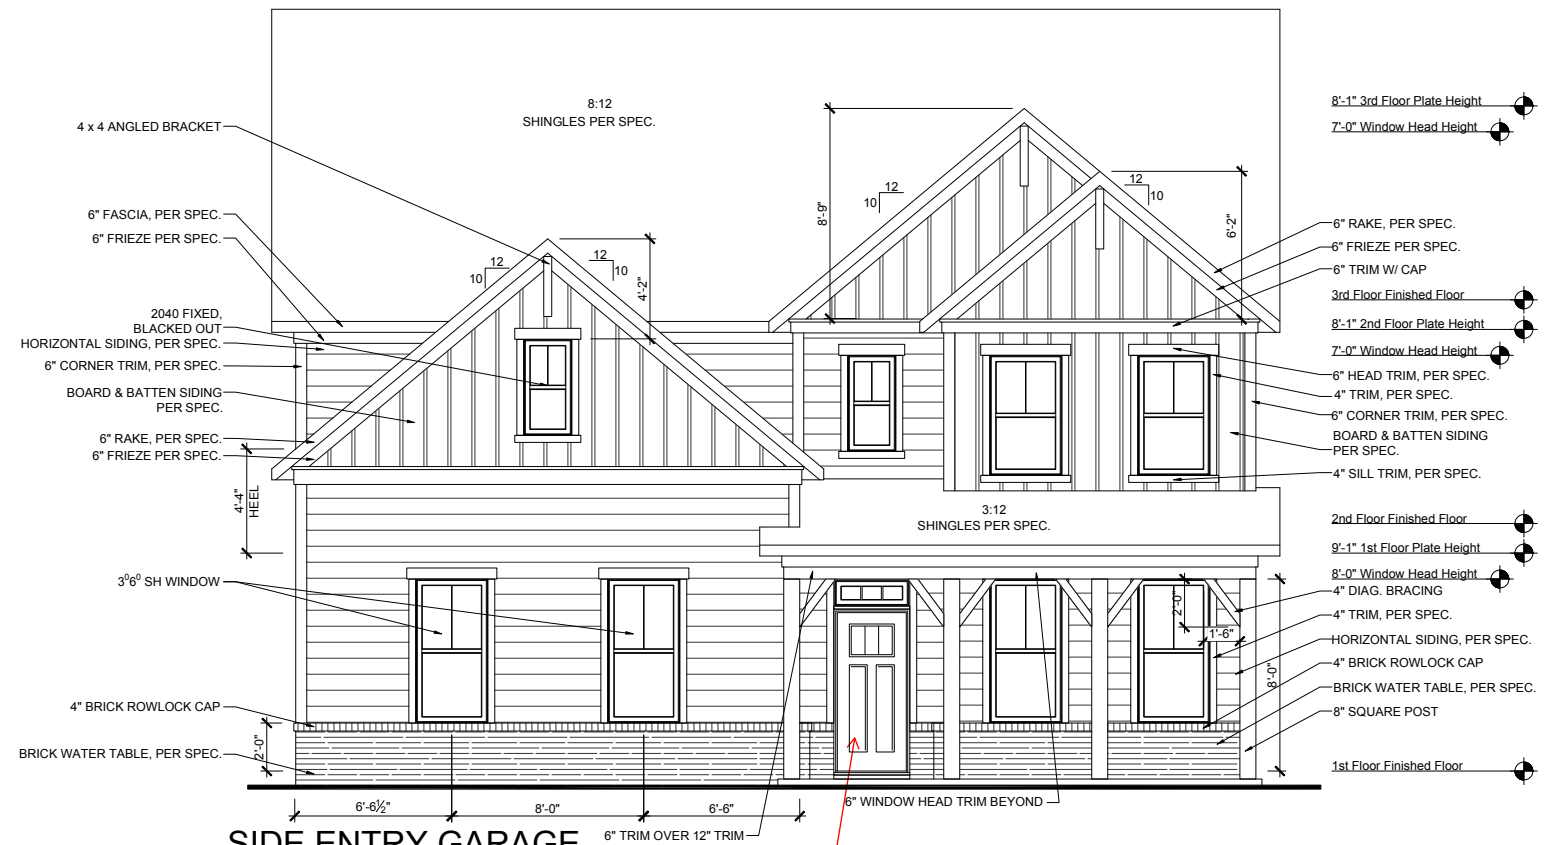 8:12
SHINGLES PER SPEC.
4 x 4 ANGLED BRACKET
6" FASCIA, PER SPEC.
6" FRIEZE PER SPEC.
2040 FIXED,
BLACKED OUT
HORIZONTAL SIDING, PER SPEC.
6" CORNER TRIM, PER SPEC.
BOARD & BATTEN SIDING
PER SPEC.
6" RAKE, PER SPEC.
6" FRIEZE PER SPEC.
4'-4"
HEEL
3⁰6⁰ SH WINDOW
4" BRICK ROWLOCK CAP
2'-0"
BRICK WATER TABLE, PER SPEC.
12
10
12
10
4'-2"
8'-9"
12
10
12
10
6'-2"
3:12
SHINGLES PER SPEC.
2'-0"
1'-6"
8'-0"
6'-6½"
8'-0"
6'-6"
6" WINDOW HEAD TRIM BEYOND
6" TRIM OVER 12" TRIM
SIDE ENTRY GARAGE
8'-1" 3rd Floor Plate Height
7'-0" Window Head Height
6" RAKE, PER SPEC.
6" FRIEZE PER SPEC.
6" TRIM W/ CAP
3rd Floor Finished Floor
8'-1" 2nd Floor Plate Height
7'-0" Window Head Height
6" HEAD TRIM, PER SPEC.
4" TRIM, PER SPEC.
6" CORNER TRIM, PER SPEC.
BOARD & BATTEN SIDING
PER SPEC.
4" SILL TRIM, PER SPEC.
2nd Floor Finished Floor
9'-1" 1st Floor Plate Height
8'-0" Window Head Height
4" DIAG. BRACING
4" TRIM, PER SPEC.
HORIZONTAL SIDING, PER SPEC.
4" BRICK ROWLOCK CAP
BRICK WATER TABLE, PER SPEC.
8" SQUARE POST
1st Floor Finished Floor